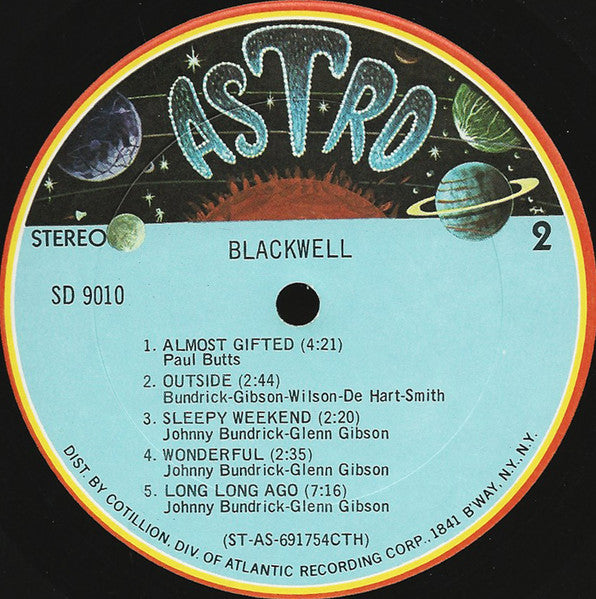 ASTRO
STEREO
2
BLACKWELL
SD 9010
1. ALMOST GIFTED (4:21)
Paul Butts
2. OUTSIDE (2:44)
Bundrick-Gibson-Wilson-De Hart-Smith
3. SLEEPY WEEKEND (2:20)
Johnny Bundrick-Glenn Gibson
4. WONDERFUL (2:35)
Johnny Bundrick-Glenn Gibson
5. LONG LONG AGO (7:16)
Johnny Bundrick-Glenn Gibson
(ST-AS-691754CTH)
DIST. BY COTILLION, DIV. OF ATLANTIC RECORDING CORP., 1841 B'WAY, N.Y., N.Y.